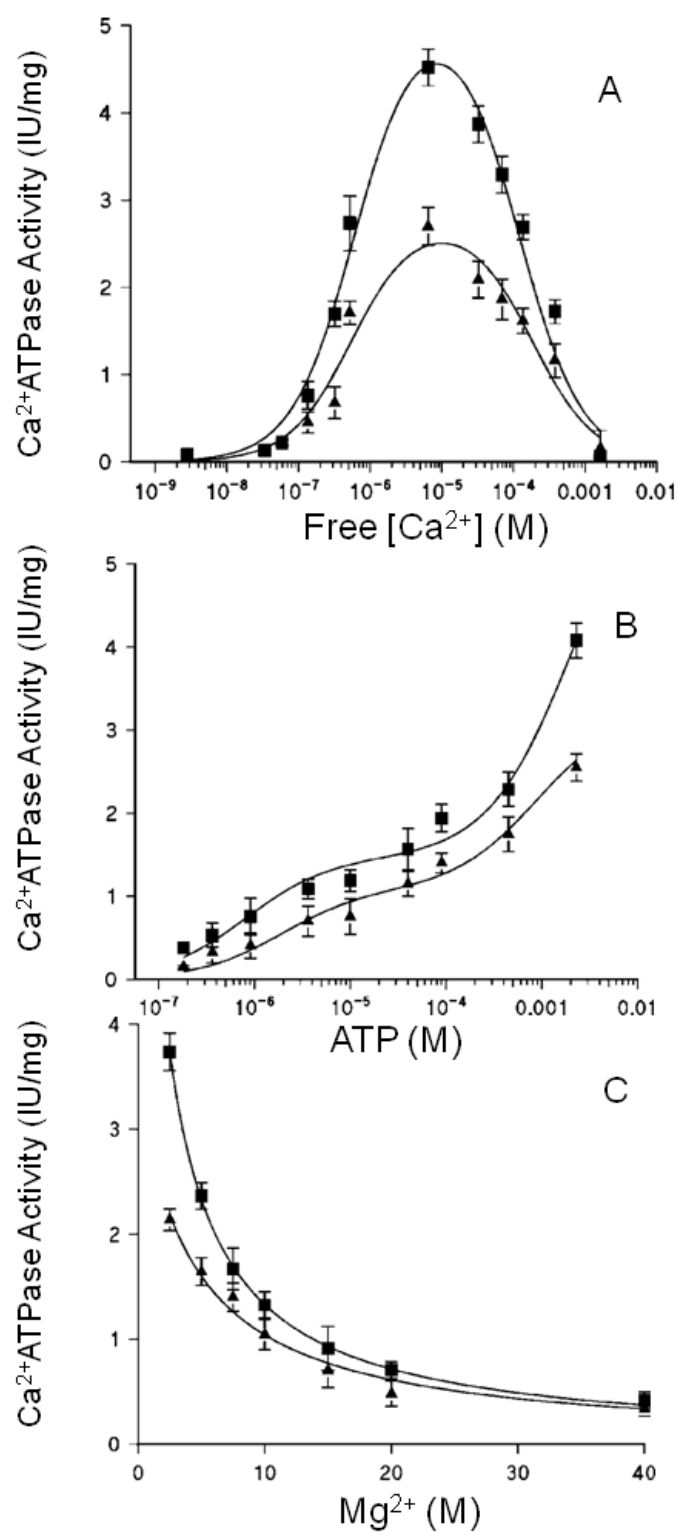 A
Ca²⁺ATPase Activity (IU/mg)
5
4
3
2
1
0
10⁻⁹ 10⁻⁸ 10⁻⁷ 10⁻⁶ 10⁻⁵ 10⁻⁴ 0.001 0.01
Free [Ca²⁺] (M)
B
Ca²⁺ATPase Activity (IU/mg)
5
4
3
2
1
0
10⁻⁷ 10⁻⁶ 10⁻⁵ 10⁻⁴ 0.001 0.01
ATP (M)
C
Ca²⁺ATPase Activity (IU/mg)
4
3
2
1
0
0 10 20 30 40
Mg²⁺ (M)